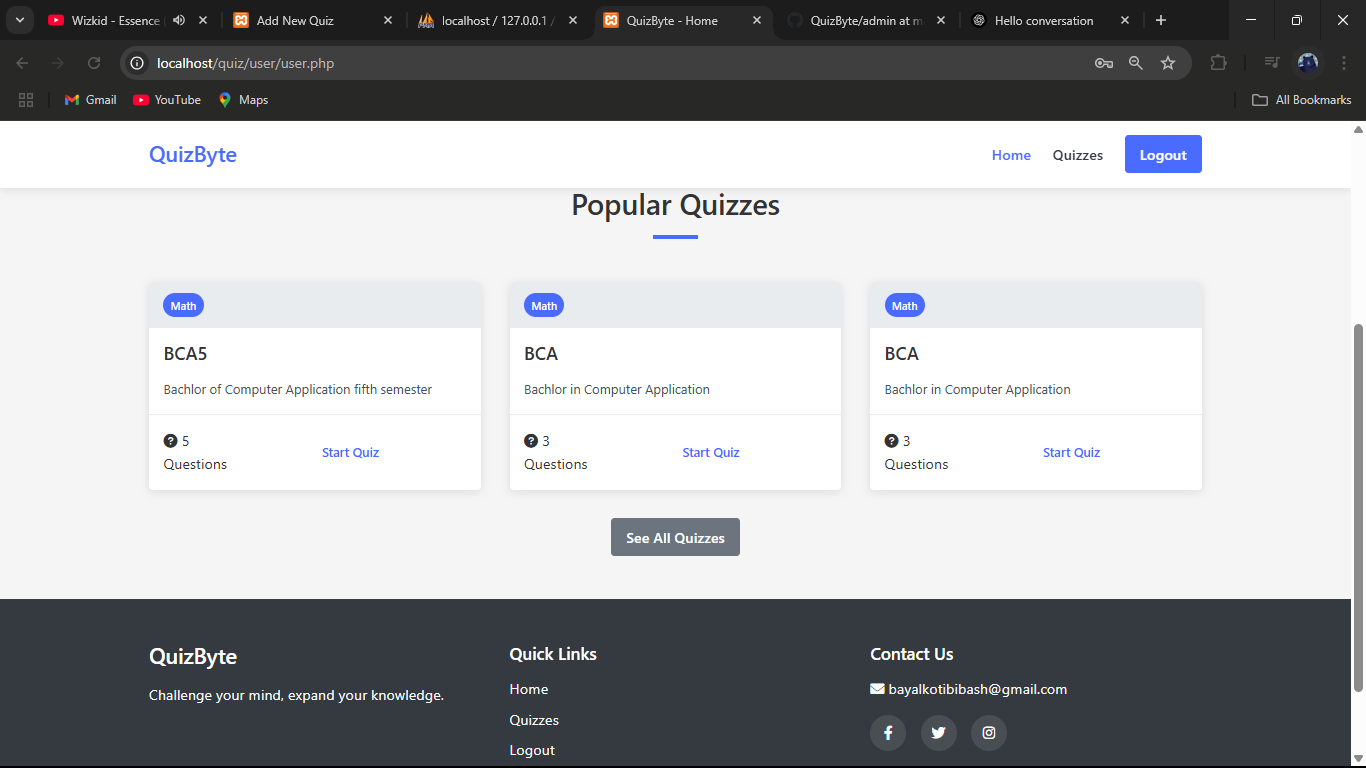 Wizkid - Essence
Add New Quiz
localhost / 127.0.0.1 /
QuizByte - Home
QuizByte/admin at m
Hello conversation
localhost/quiz/user/user.php
Gmail
YouTube
Maps
All Bookmarks
QuizByte
Home
Quizzes
Logout
Popular Quizzes
Math
BCA5
Bachlor of Computer Application fifth semester
5
Questions
Start Quiz
Math
BCA
Bachlor in Computer Application
3
Questions
Start Quiz
Math
BCA
Bachlor in Computer Application
3
Questions
Start Quiz
See All Quizzes
QuizByte
Challenge your mind, expand your knowledge.
Quick Links
Home
Quizzes
Logout
Contact Us
bayalkotibibash@gmail.com